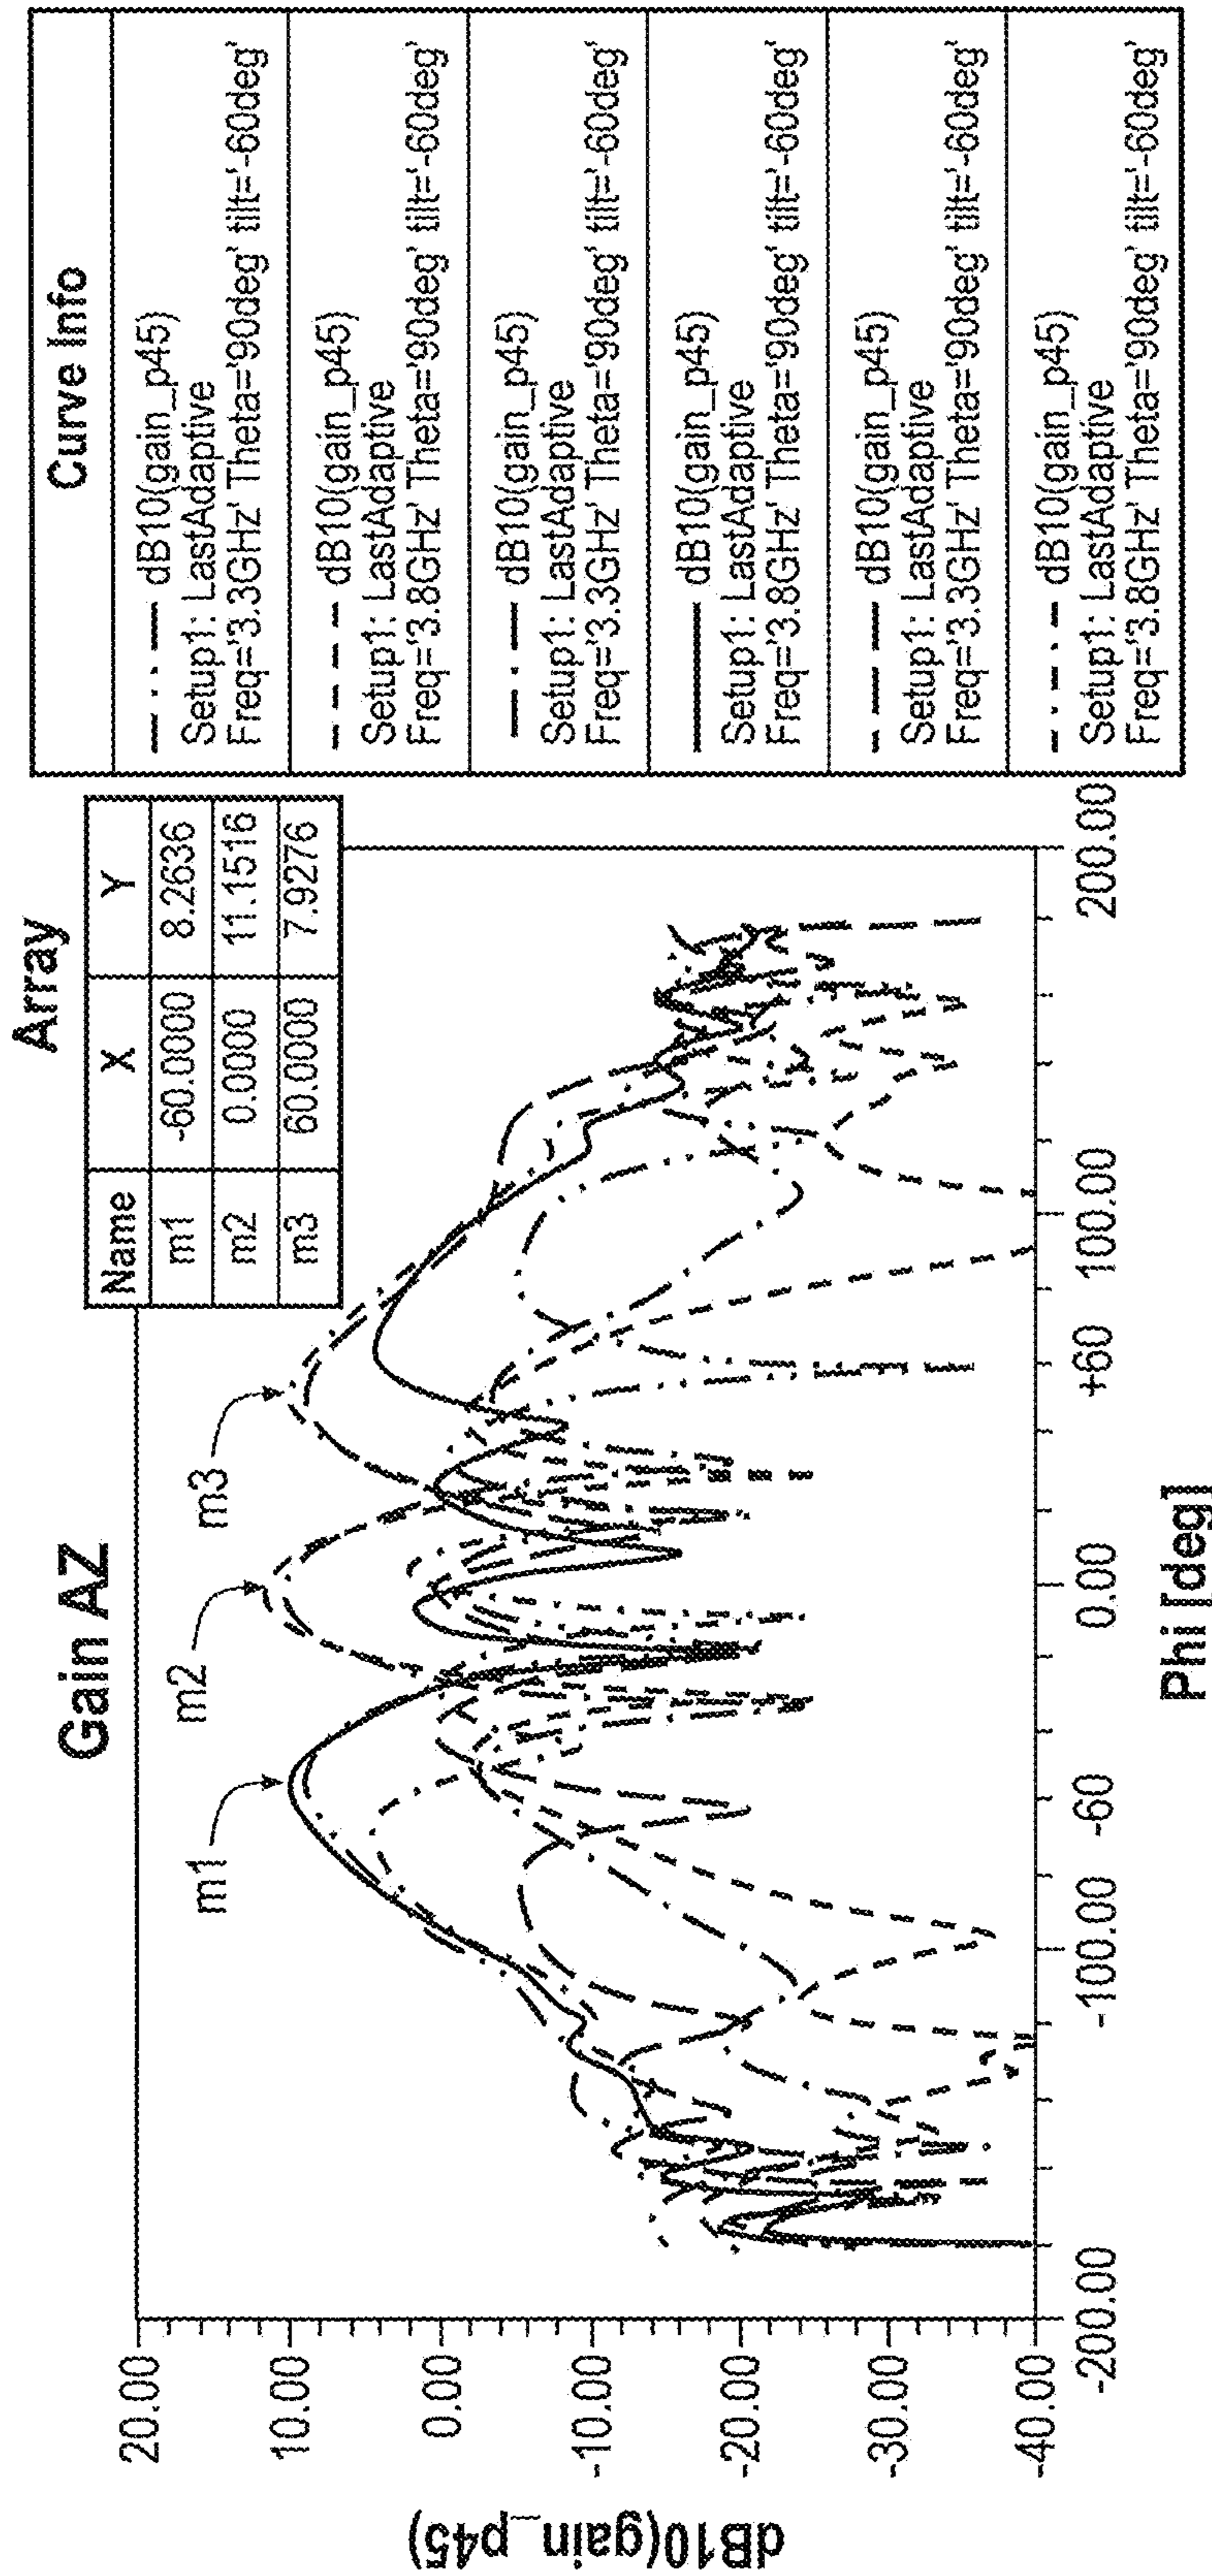 Gain AZ
Array
Name X Y
m1 -60.0000 8.2636
m2 0.0000 11.1516
m3 60.0000 7.9276
m1
m2
m3
dB10(gain_p45)
20.00
10.00
0.00
-10.00
-20.00
-30.00
-40.00
-200.00
-100.00
-60
0.00
+60
100.00
200.00
Phi [deg]
Curve Info
dB10(gain_p45)
Setup1: LastAdaptive
Freq='3.3GHz' Theta='90deg' tilt='-60deg'
dB10(gain_p45)
Setup1: LastAdaptive
Freq='3.8GHz' Theta='90deg' tilt='-60deg'
dB10(gain_p45)
Setup1: LastAdaptive
Freq='3.3GHz' Theta='90deg' tilt='-60deg'
dB10(gain_p45)
Setup1: LastAdaptive
Freq='3.8GHz' Theta='90deg' tilt='-60deg'
dB10(gain_p45)
Setup1: LastAdaptive
Freq='3.3GHz' Theta='90deg' tilt='-60deg'
dB10(gain_p45)
Setup1: LastAdaptive
Freq='3.8GHz' Theta='90deg' tilt='-60deg'